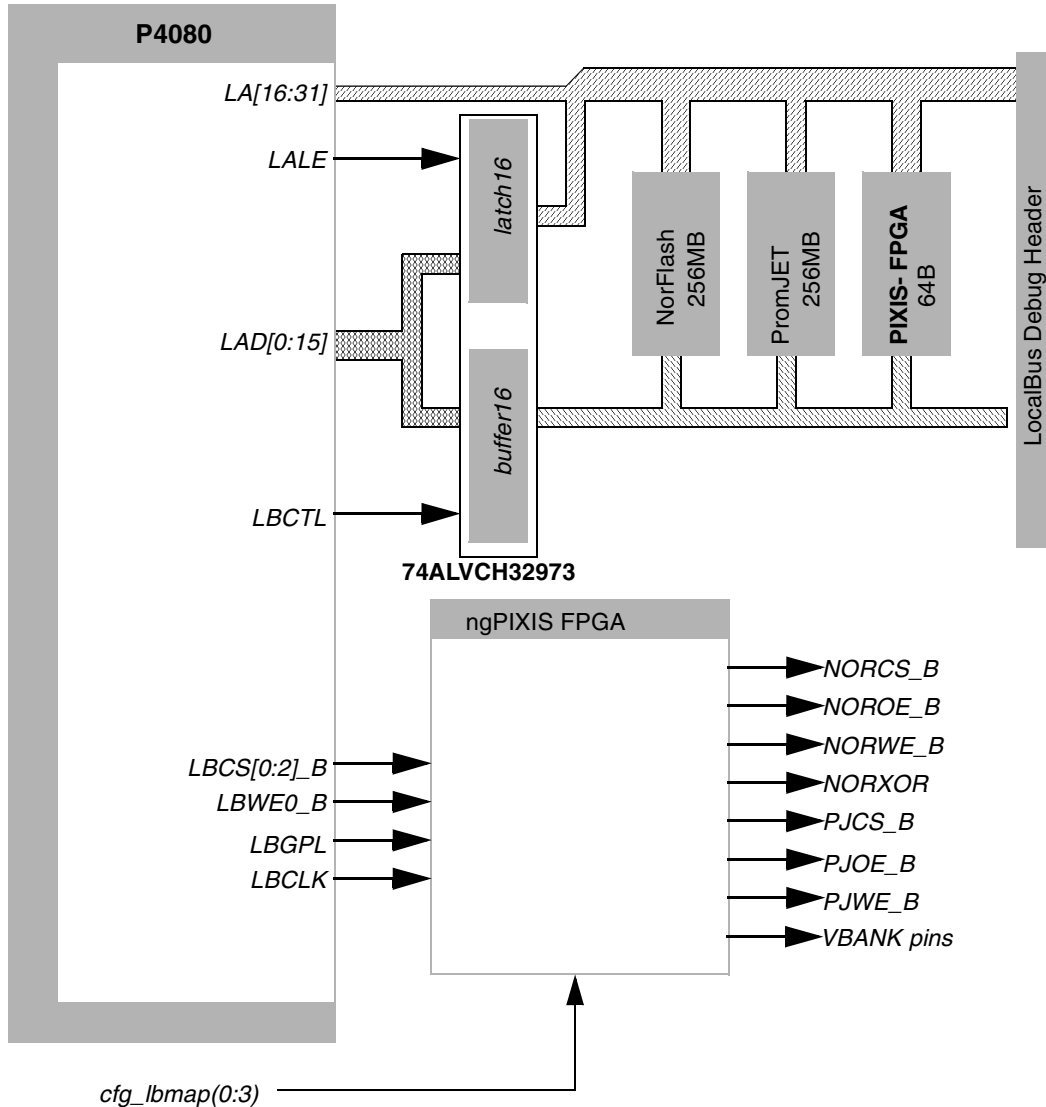 P4080
LA[16:31]
LALE
latch16
NorFlash
256MB
PromJET
256MB
PIXIS- FPGA
64B
LocalBus Debug Header
LAD[0:15]
buffer16
LBCTL
74ALVCH32973
ngPIXIS FPGA
NORCS_B
NOROE_B
NORWE_B
NORXOR
PJCS_B
PJOE_B
PJWE_B
VBANK pins
LBCS[0:2]_B
LBWE0_B
LBGPL
LBCLK
cfg_lbmap(0:3)